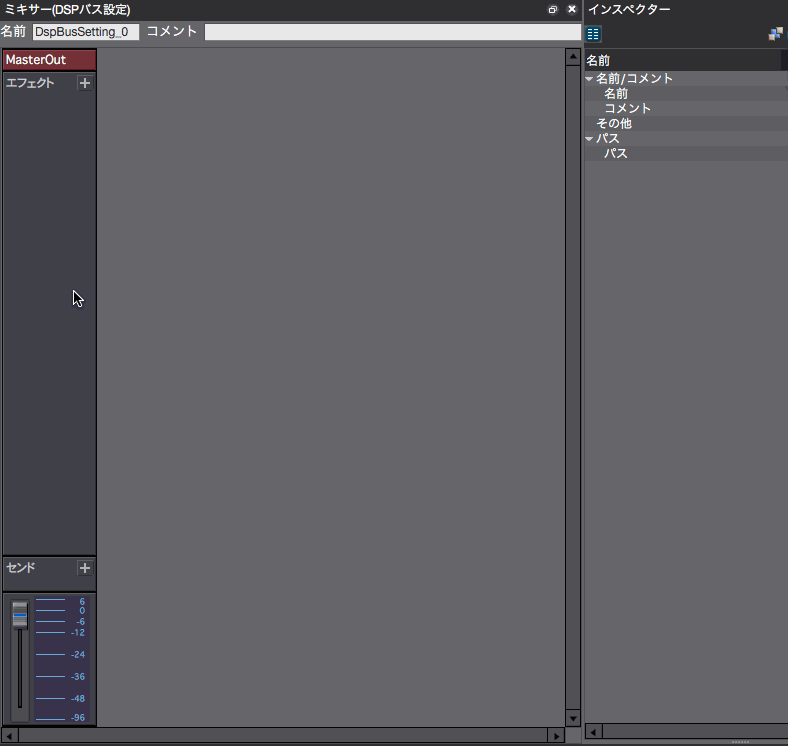 ミキサー(DSPバス設定)
名前 DspBusSetting_0 コメント
MasterOut
エフェクト
センド
6
0
-6
-12
-24
-36
-48
-96
インスペクター
名前
名前/コメント
名前
コメント
その他
パス
パス